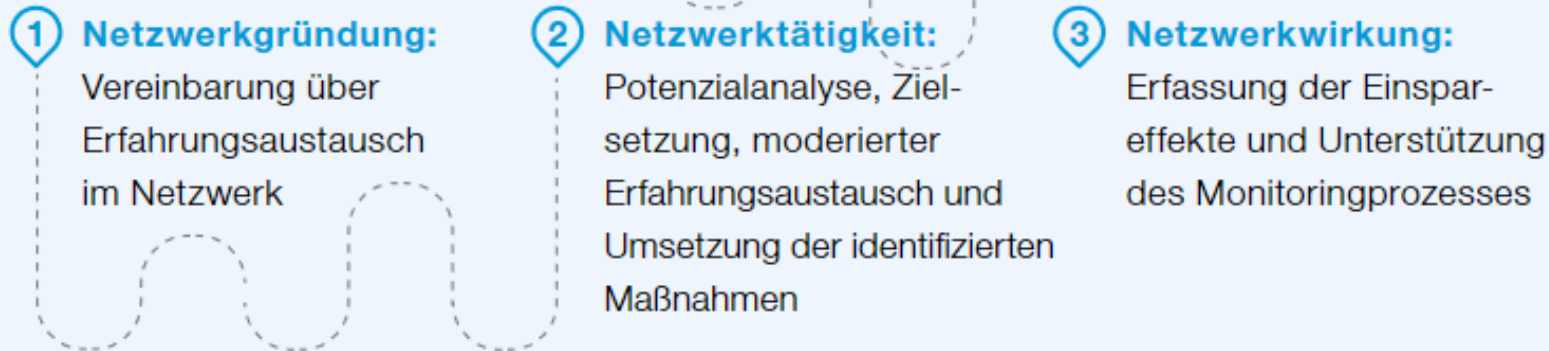 1 Netzwerkgründung:
Vereinbarung über
Erfahrungsaustausch
im Netzwerk
2 Netzwerktätigkeit:
Potenzialanalyse, Ziel-
setzung, moderierter
Erfahrungsaustausch und
Umsetzung der identifizierten
Maßnahmen
3 Netzwerkwirkung:
Erfassung der Einspar-
effekte und Unterstützung
des Monitoringprozesses